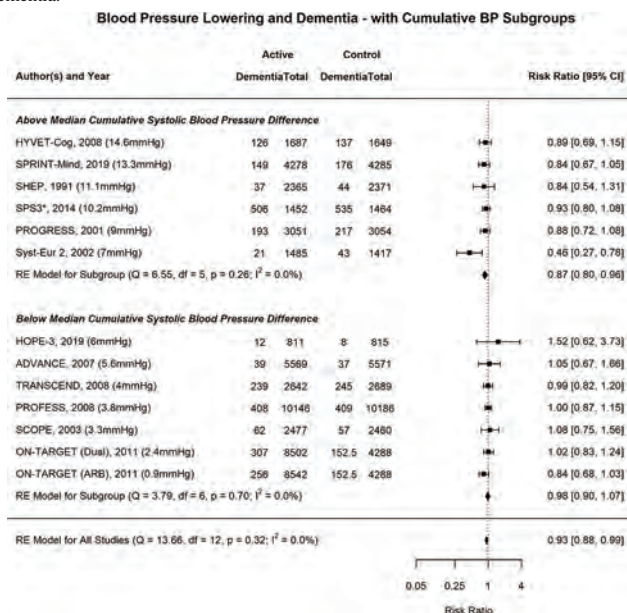 ementia.
Blood Pressure Lowering and Dementia - with Cumulative BP Subgroups
Active Control
Author(s) and Year DementiaTotal DementiaTotal Risk Ratio [95% CI]
Above Median Cumulative Systolic Blood Pressure Difference
HYVET-Cog, 2008 (14.6mmHg) 126 1687 137 1649 0.89 [0.69, 1.15]
SPRINT-Mind, 2019 (13.3mmHg) 149 4278 176 4285 0.84 [0.67, 1.05]
SHEP, 1991 (11.1mmHg) 37 2365 44 2371 0.84 [0.54, 1.31]
SPS3*, 2014 (10.2mmHg) 506 1452 535 1464 0.93 [0.80, 1.08]
PROGRESS, 2001 (9mmHg) 193 3051 217 3054 0.88 [0.72, 1.08]
Syst-Eur 2, 2002 (7mmHg) 21 1485 43 1417 0.46 [0.27, 0.78]
RE Model for Subgroup (Q = 6.55, df = 5, p = 0.26; I² = 0.0%) 0.87 [0.80, 0.96]
Below Median Cumulative Systolic Blood Pressure Difference
HOPE-3, 2019 (6mmHg) 12 811 8 815 1.52 [0.62, 3.73]
ADVANCE, 2007 (5.6mmHg) 39 5569 37 5571 1.05 [0.67, 1.66]
TRANSCEND, 2008 (4mmHg) 239 2642 245 2689 0.99 [0.82, 1.20]
PROFESS, 2008 (3.8mmHg) 408 10146 409 10186 1.00 [0.87, 1.15]
SCOPE, 2003 (3.3mmHg) 62 2477 57 2460 1.08 [0.75, 1.56]
ON-TARGET (Dual), 2011 (2.4mmHg) 307 8502 152.5 4288 1.02 [0.83, 1.24]
ON-TARGET (ARB), 2011 (0.9mmHg) 256 8542 152.5 4288 0.84 [0.68, 1.03]
RE Model for Subgroup (Q = 3.79, df = 6, p = 0.70; I² = 0.0%) 0.98 [0.90, 1.07]
RE Model for All Studies (Q = 13.66, df = 12, p = 0.32; I² = 0.0%) 0.93 [0.88, 0.99]
0.05 0.25 1 4
Risk Ratio